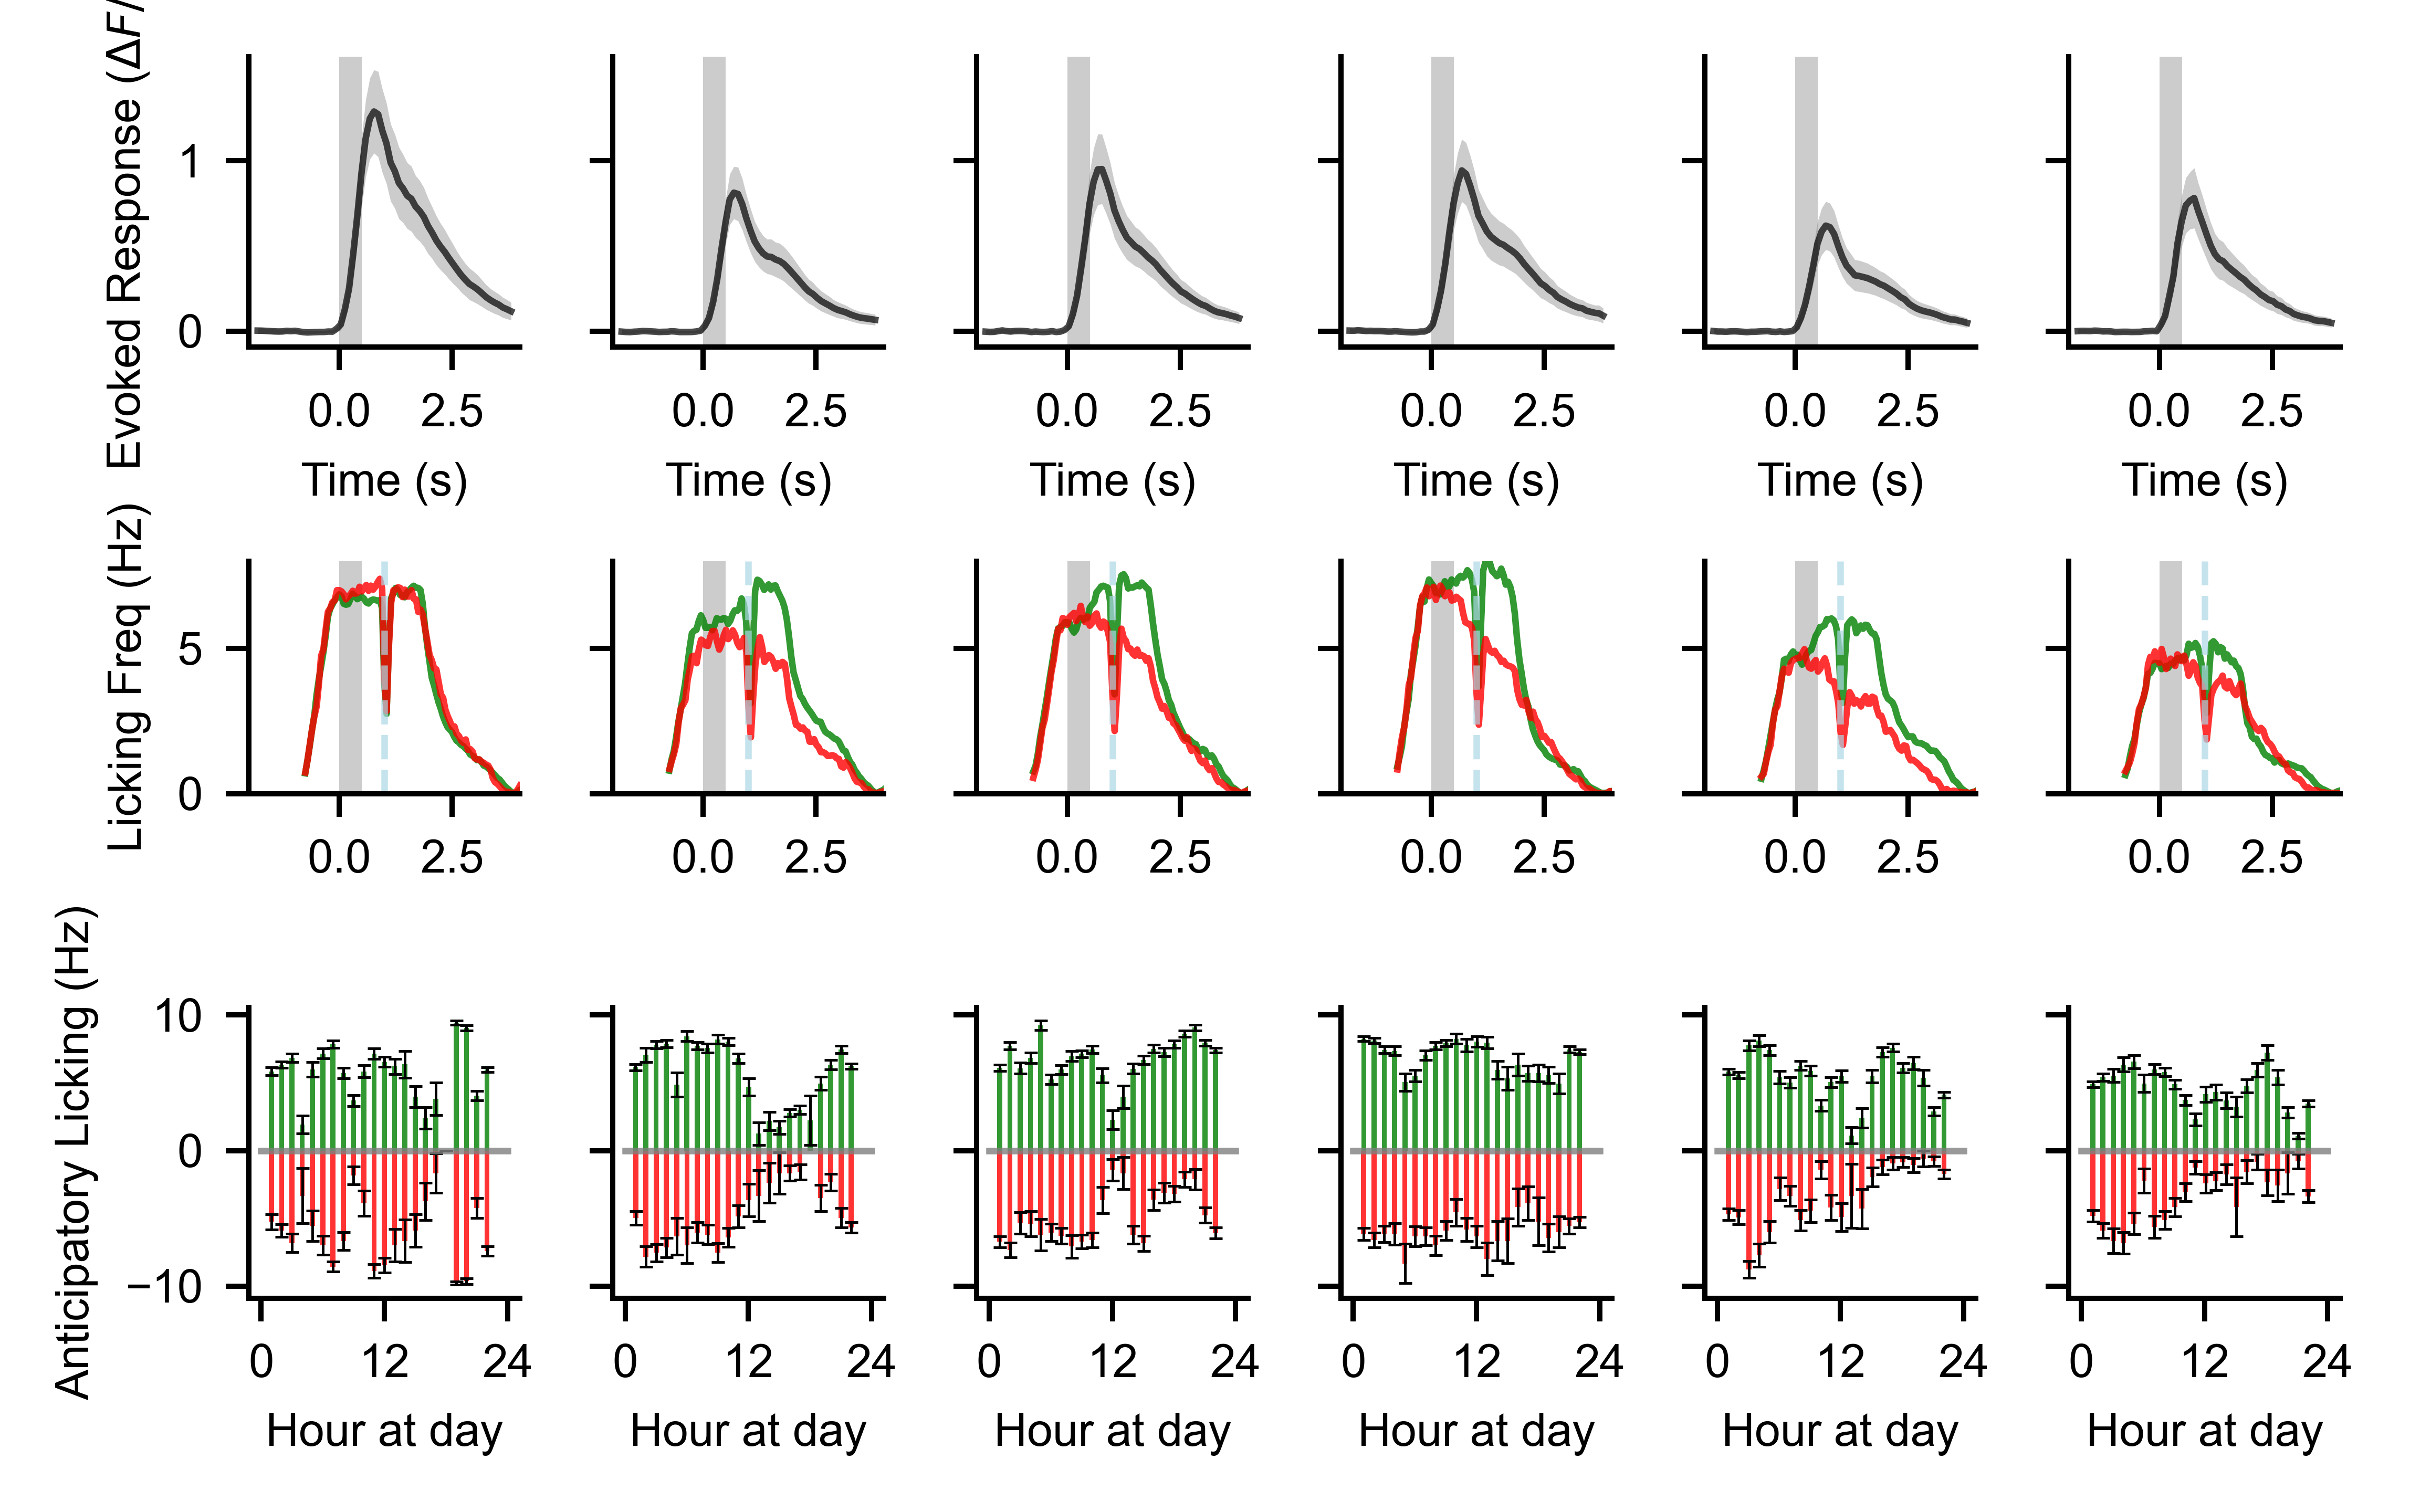 Evoked Response (ΔF/
1
0
0.0 2.5 0.0 2.5 0.0 2.5 0.0 2.5 0.0 2.5 0.0 2.5
Time (s) Time (s) Time (s) Time (s) Time (s) Time (s)
Licking Freq (Hz)
5
0
0.0 2.5 0.0 2.5 0.0 2.5 0.0 2.5 0.0 2.5 0.0 2.5
Anticipatory Licking (Hz)
10
0
−10
0 12 24 0 12 24 0 12 24 0 12 24 0 12 24 0 12 24
Hour at day Hour at day Hour at day Hour at day Hour at day Hour at day